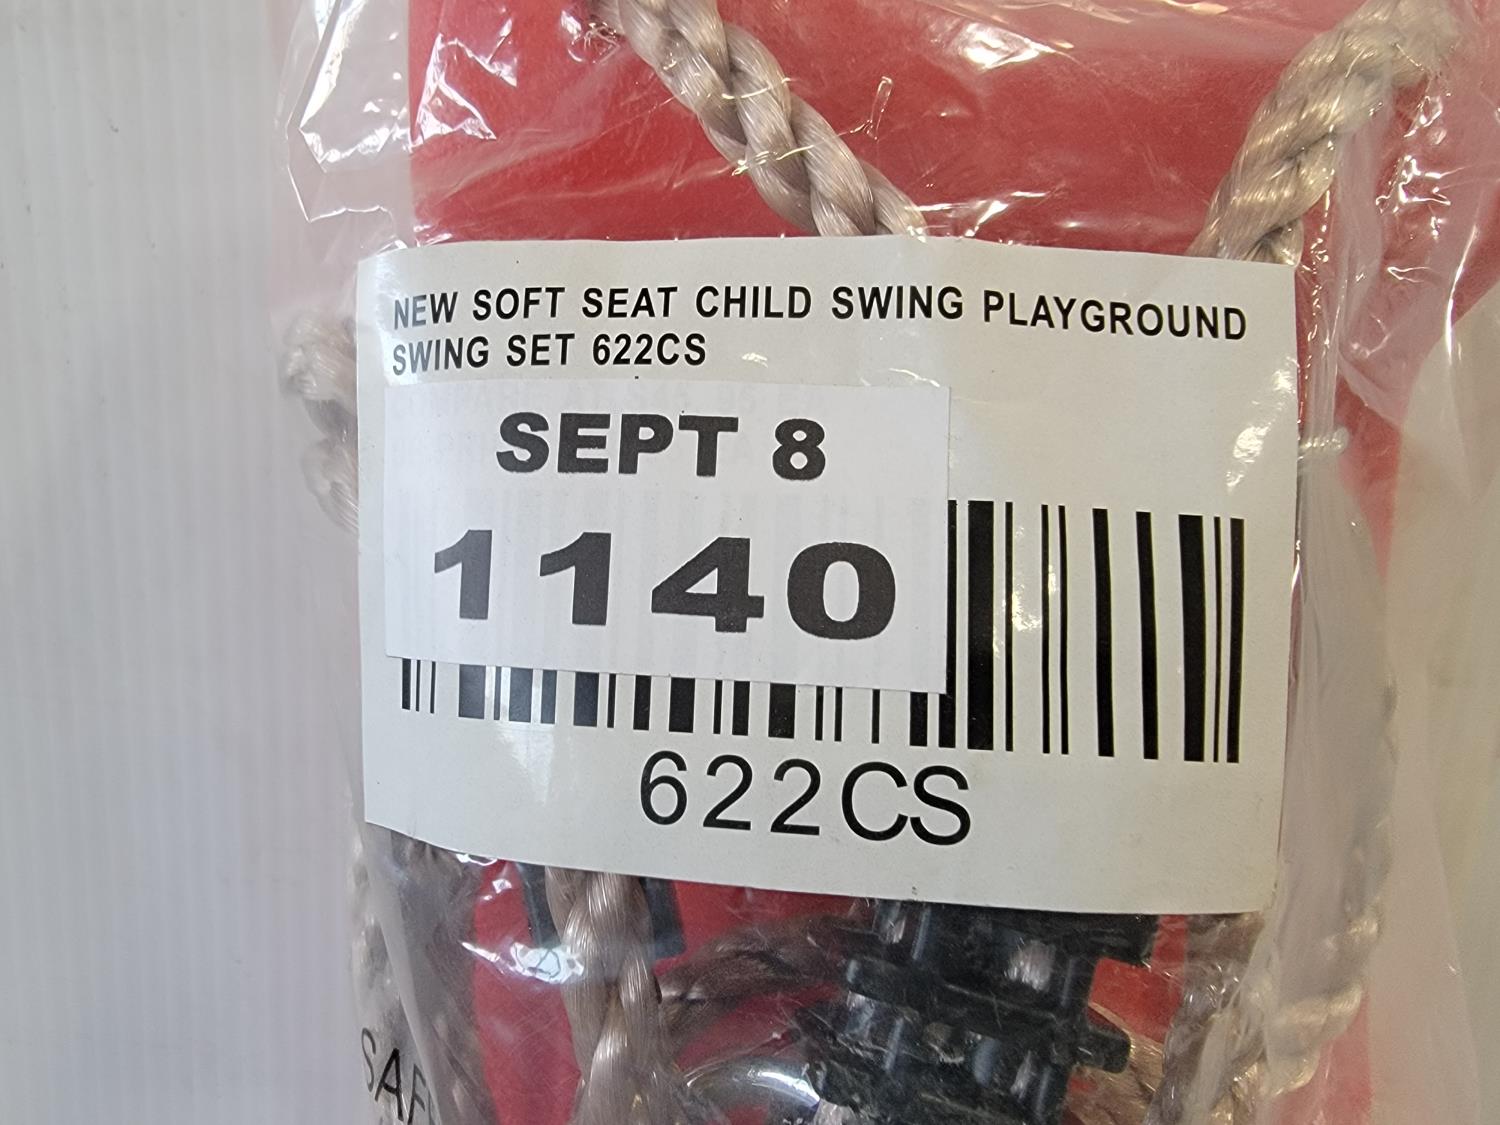 NEW SOFT SEAT CHILD SWING PLAYGROUND
SWING SET 622CS
SEPT 8
1140
622CS